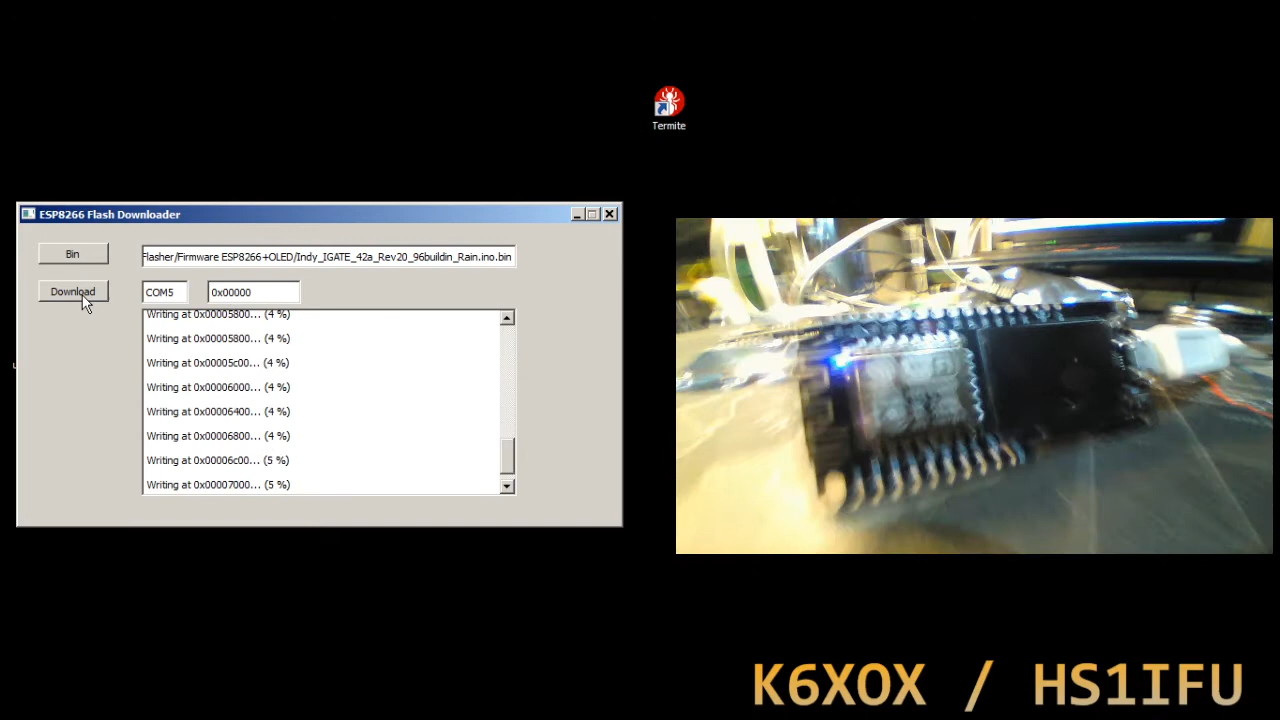 Termite
ESP8266 Flash Downloader
Bin
Flasher/Firmware ESP8266+OLED/Indy_IGATE_42a_Rev20_96buildin_Rain.ino.bin
Download
COM5
0x00000
Writing at 0x00005800... (4 %)
Writing at 0x00005800... (4 %)
Writing at 0x00005c00... (4 %)
Writing at 0x00006000... (4 %)
Writing at 0x00006400... (4 %)
Writing at 0x00006800... (4 %)
Writing at 0x00006c00... (5 %)
Writing at 0x00007000... (5 %)
K6XOX / HS1IFU